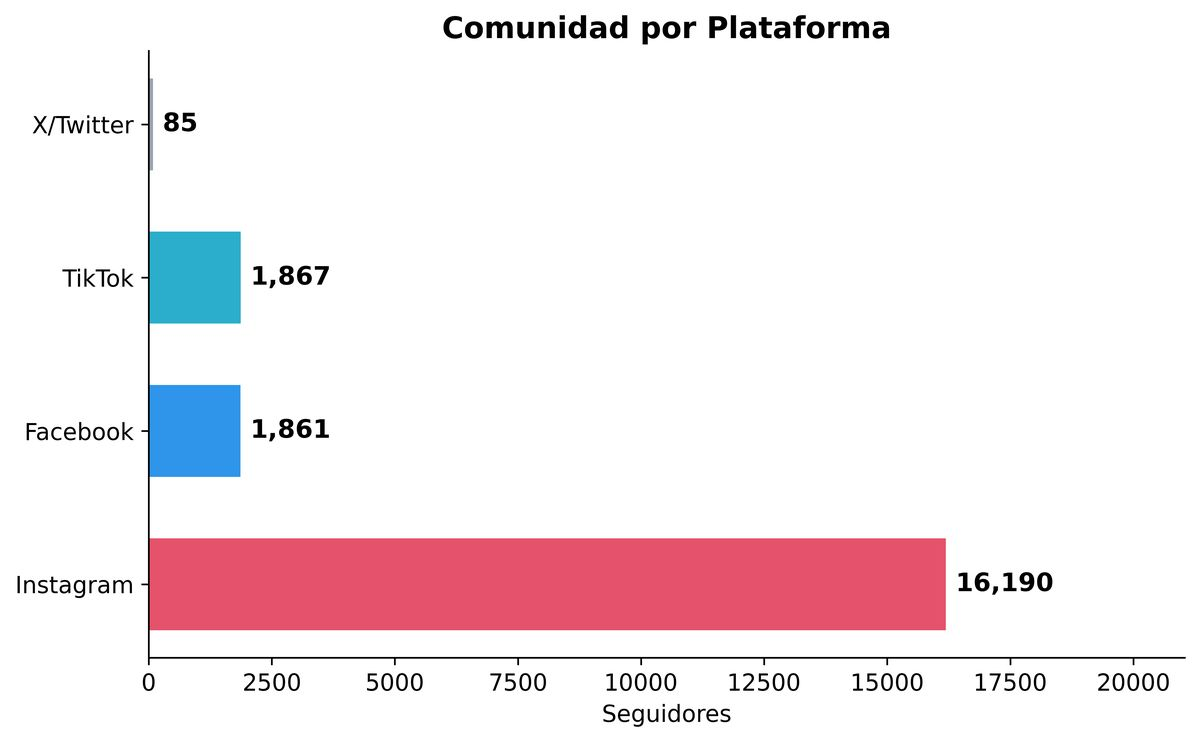 Comunidad por Plataforma
X/Twitter 85
TikTok 1,867
Facebook 1,861
Instagram 16,190
0 2500 5000 7500 10000 12500 15000 17500 20000
Seguidores